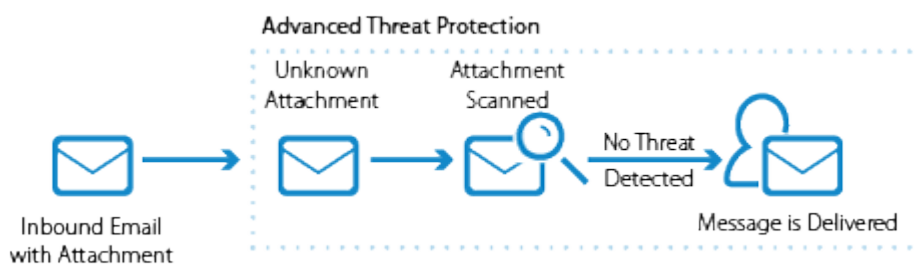 Advanced Threat Protection
Unknown
Attachment
Attachment
Scanned
No Threat
Detected
Inbound Email
with Attachment
Message is Delivered